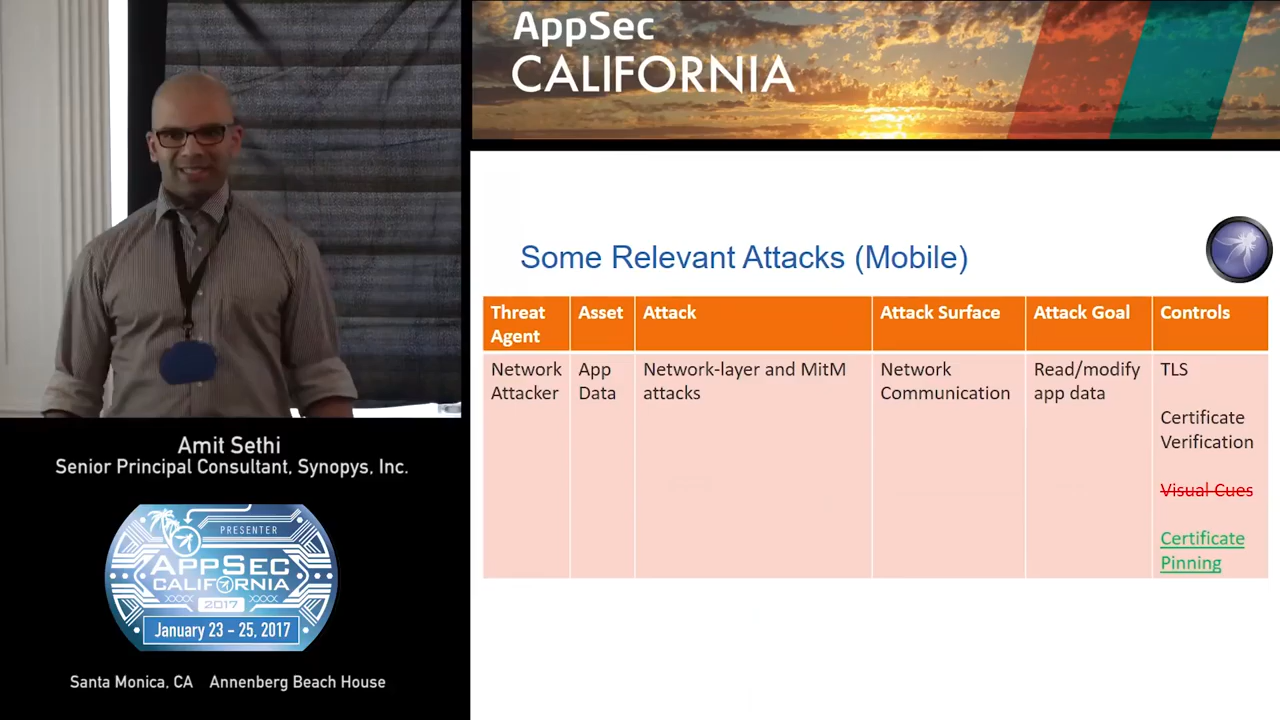 AppSec
CALIFORNIA
Some Relevant Attacks (Mobile)
Threat Agent
Asset
Attack
Attack Surface
Attack Goal
Controls
Network Attacker
App Data
Network-layer and MitM attacks
Network Communication
Read/modify app data
TLS
Certificate Verification
Visual Cues
Certificate Pinning
Amit Sethi
Senior Principal Consultant, Synopys, Inc.
PRESENTER
APPSEC
CALIFORNIA
2017
January 23 - 25, 2017
Santa Monica, CA Annenberg Beach House